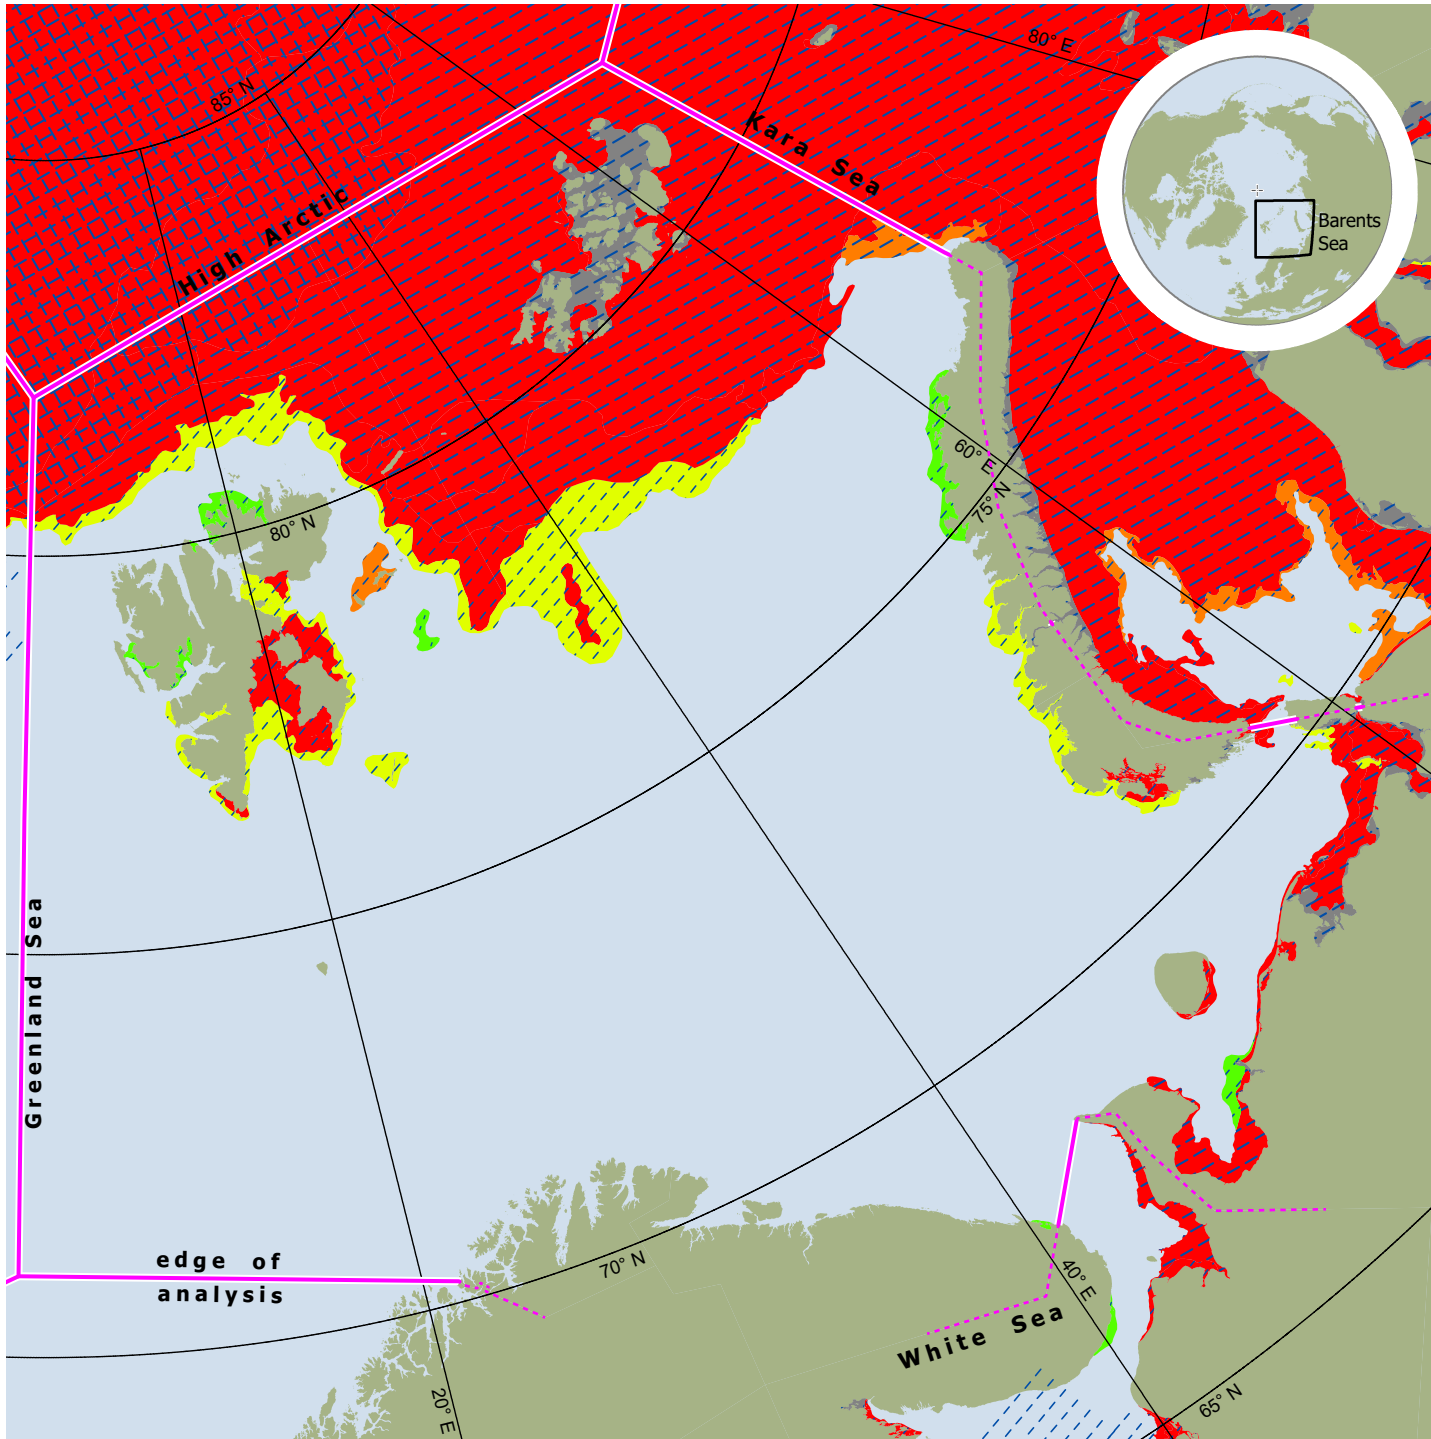 80° E
85° N
Kara Sea
High Arctic
Barents
Sea
60° E
75° N
80° N
Greenland Sea
edge of
analysis
70° N
40° E
White Sea
20° E
65° N